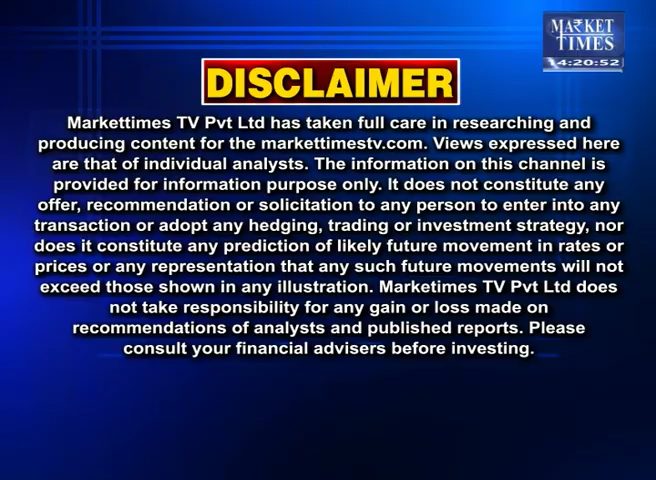 MARKET
TIMES
14:20:52
DISCLAIMER
Markettimes TV Pvt Ltd has taken full care in researching and
producing content for the markettimestv.com. Views expressed here
are that of individual analysts. The information on this channel is
provided for information purpose only. It does not constitute any
offer, recommendation or solicitation to any person to enter into any
transaction or adopt any hedging, trading or investment strategy, nor
does it constitute any prediction of likely future movement in rates or
prices or any representation that any such future movements will not
exceed those shown in any illustration. Marketimes TV Pvt Ltd does
not take responsibility for any gain or loss made on
recommendations of analysts and published reports. Please
consult your financial advisers before investing.